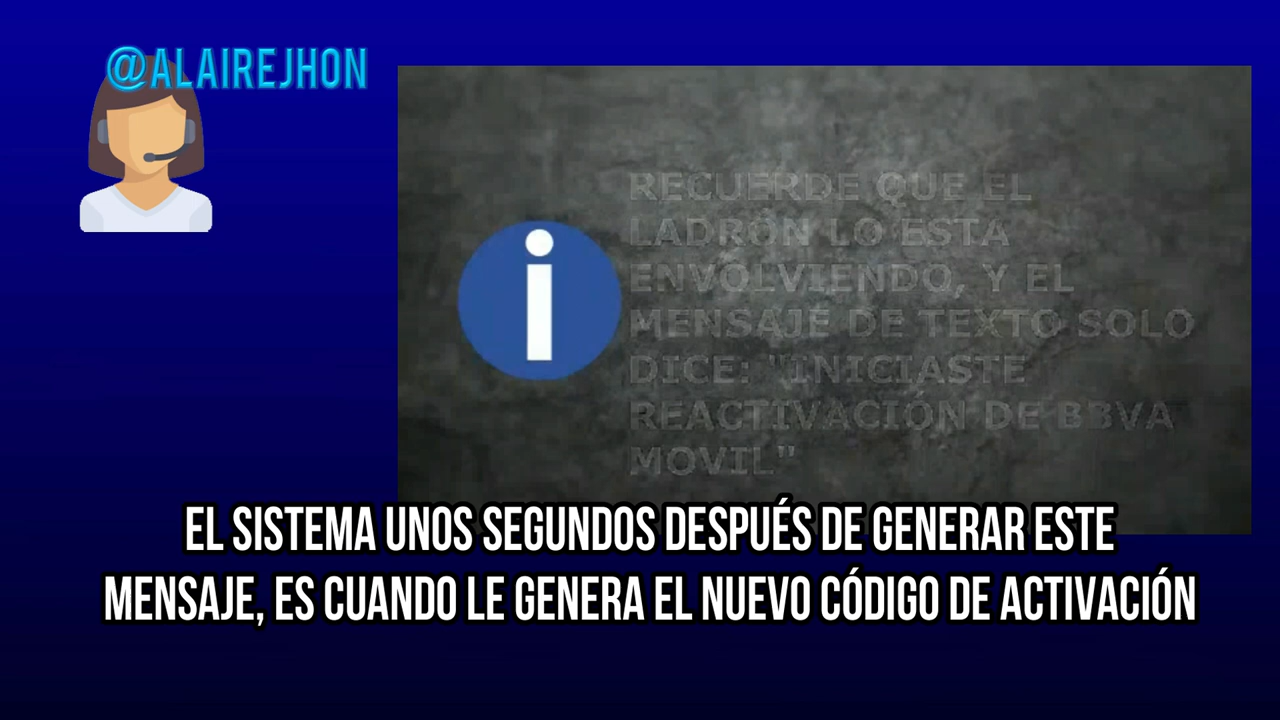 @ALAIREJHON
RECUERDE QUE EL
LADRÓN LO ESTA
ENVOLVIENDO, Y EL
MENSAJE DE TEXTO SOLO
DICE: "INICIASTE
REACTIVACIÓN DE BBVA
MOVIL"
EL SISTEMA UNOS SEGUNDOS DESPUÉS DE GENERAR ESTE
MENSAJE, ES CUANDO LE GENERA EL NUEVO CÓDIGO DE ACTIVACIÓN